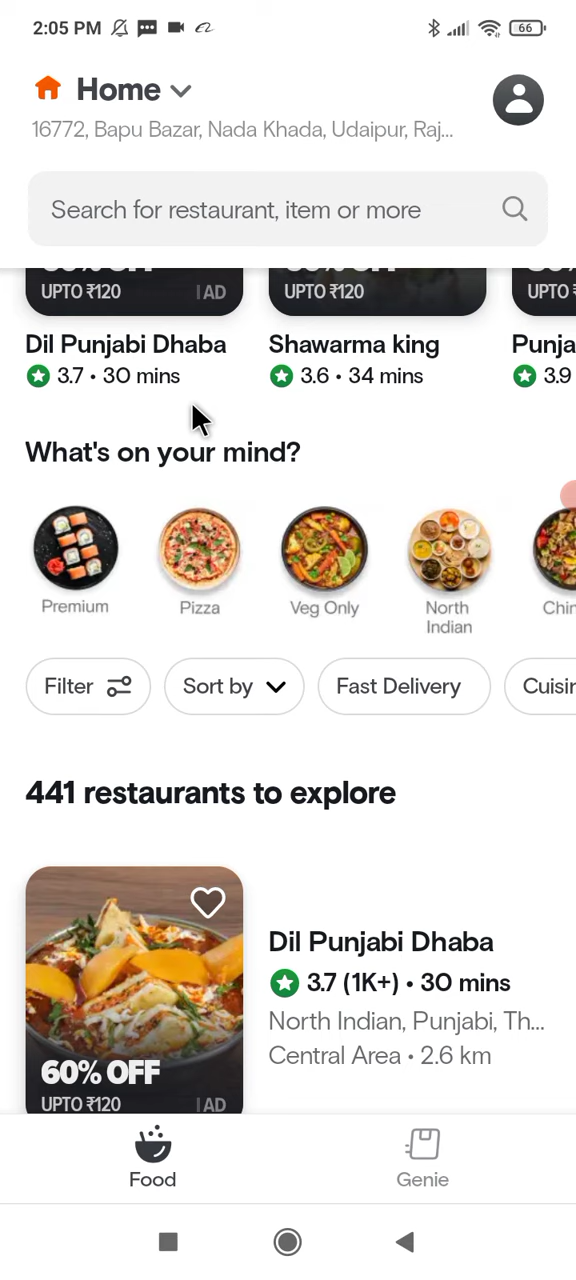 2:05 PM
66
Home
16772, Bapu Bazar, Nada Khada, Udaipur, Raj...
Search for restaurant, item or more
UPTO ₹120
AD
UPTO ₹120
UPTO
Dil Punjabi Dhaba
Shawarma king
Punja
3.7 • 30 mins
3.6 • 34 mins
3.9
What's on your mind?
Premium
Pizza
Veg Only
North
Indian
Chin
Filter
Sort by
Fast Delivery
Cuisin
441 restaurants to explore
Dil Punjabi Dhaba
3.7 (1K+) • 30 mins
North Indian, Punjabi, Th...
Central Area • 2.6 km
60% OFF
UPTO ₹120
AD
Food
Genie